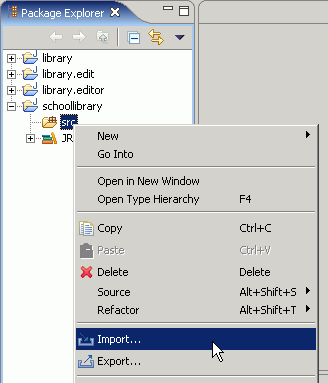 Package Explorer
library
library.edit
library.editor
schoollibrary
src
JR
New
Go Into
Open in New Window
Open Type Hierarchy F4
Copy Ctrl+C
Paste Ctrl+V
Delete Delete
Source Alt+Shift+S
Refactor Alt+Shift+T
Import...
Export...